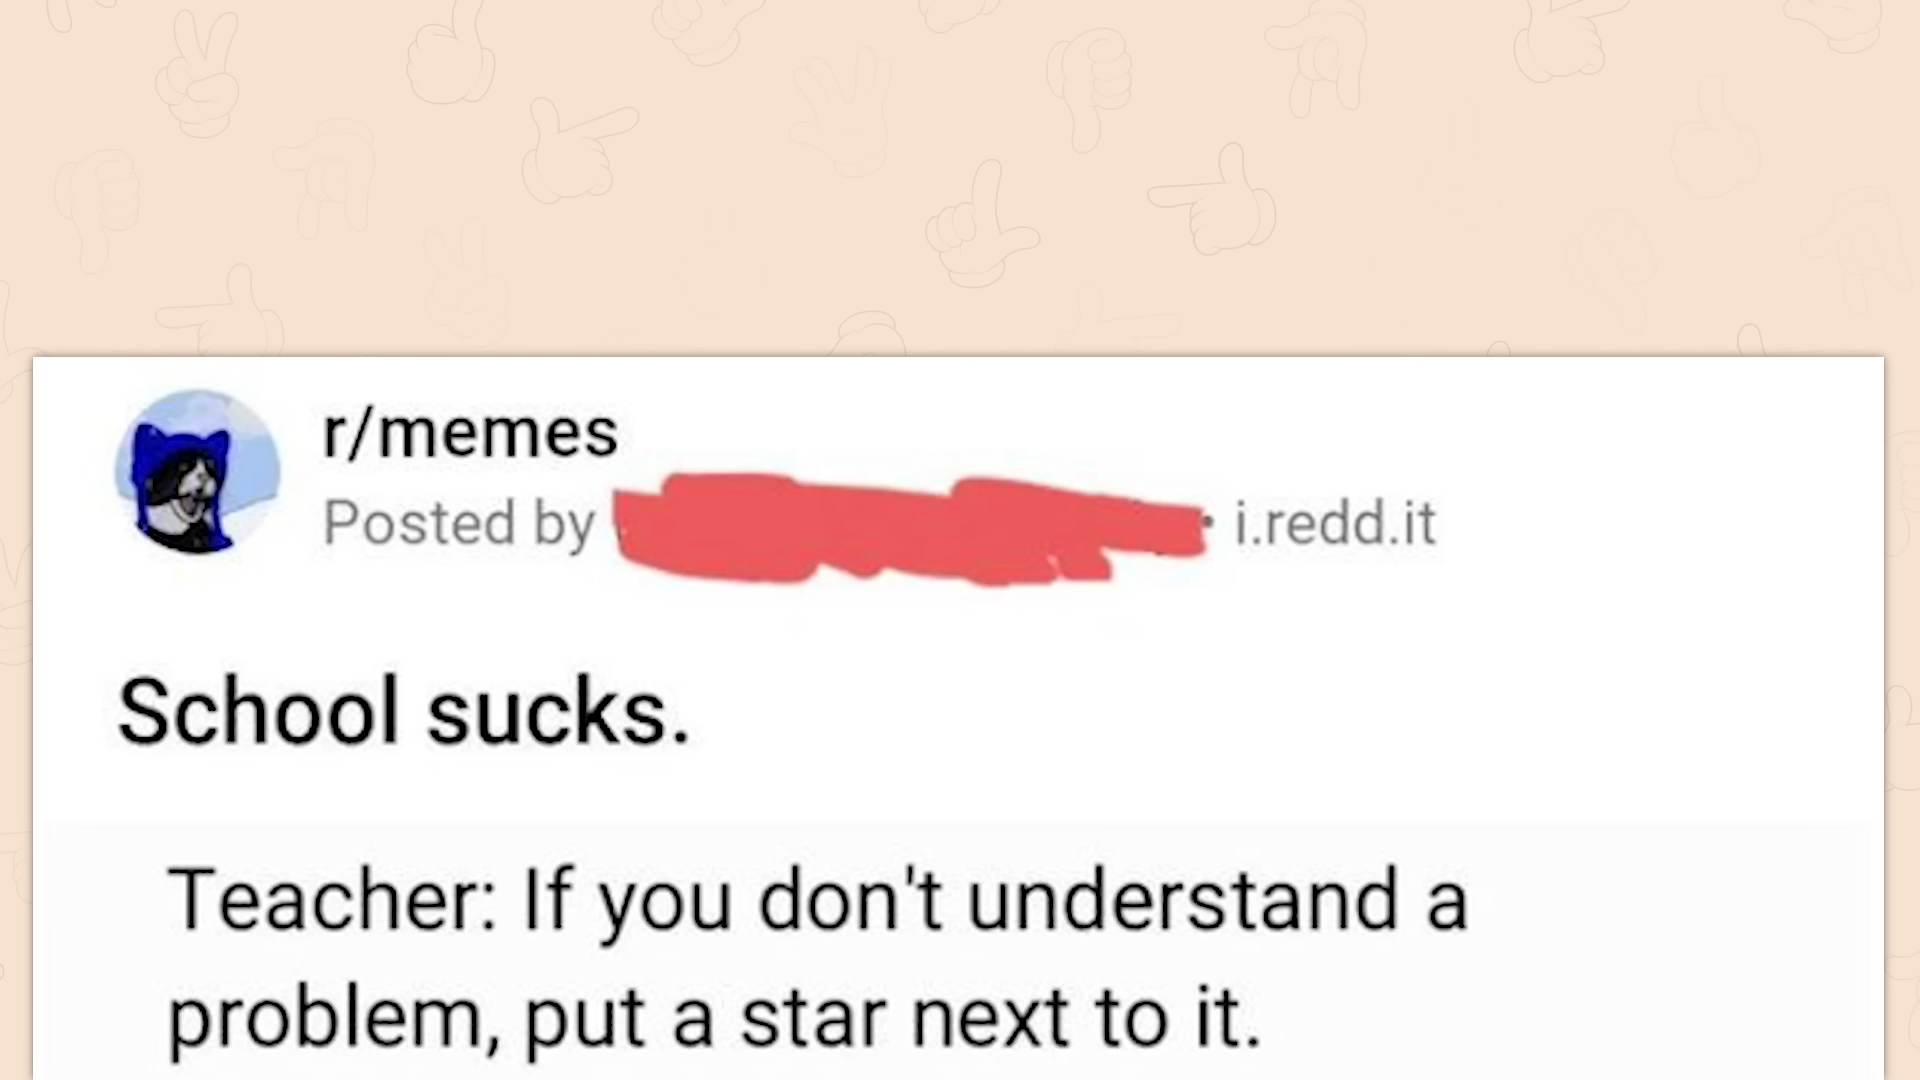 r/memes
Posted by • i.redd.it
School sucks.
Teacher: If you don't understand a
problem, put a star next to it.